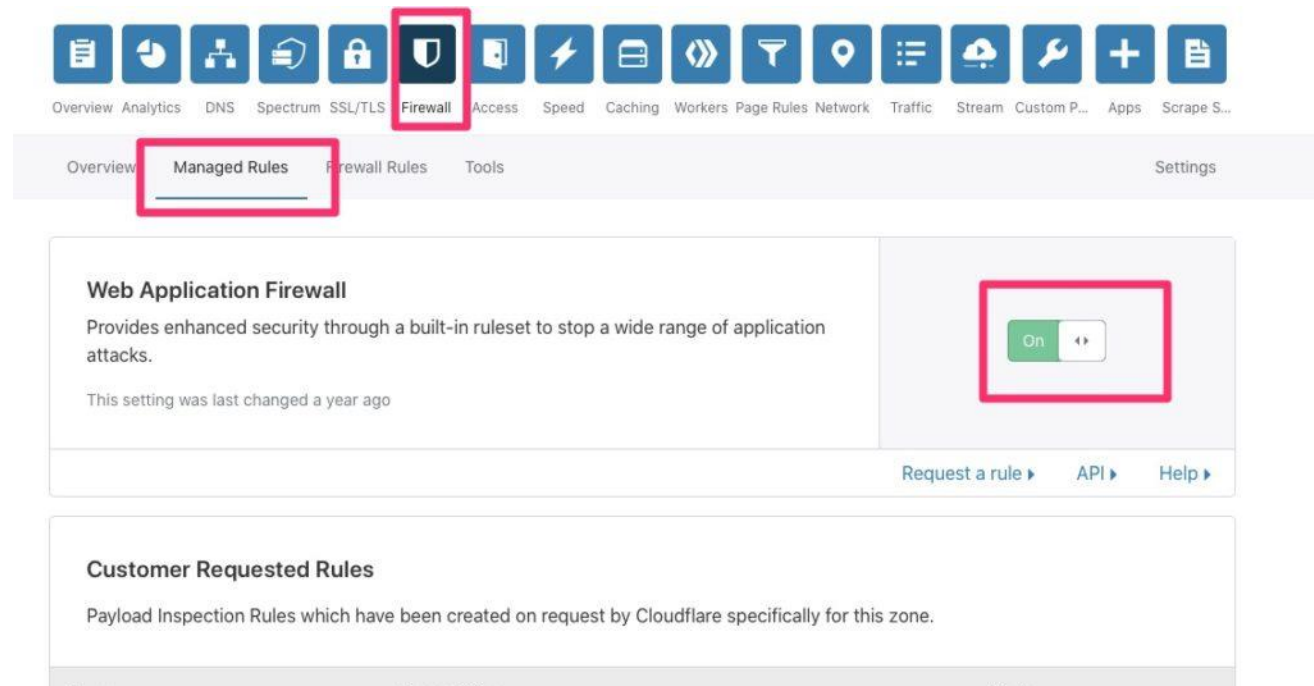 Overview Analytics DNS Spectrum SSL/TLS Firewall Access Speed Caching Workers Page Rules Network Traffic Stream Custom P... Apps Scrape S...
Overview Managed Rules Firewall Rules Tools Settings
Web Application Firewall
Provides enhanced security through a built-in ruleset to stop a wide range of application
attacks.
This setting was last changed a year ago
On
Request a rule API Help
Customer Requested Rules
Payload Inspection Rules which have been created on request by Cloudflare specifically for this zone.